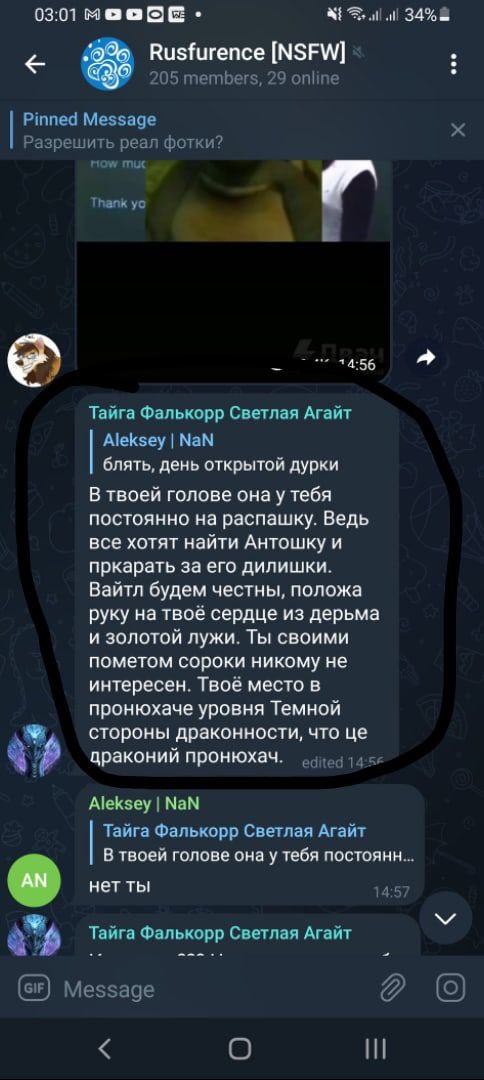 03:01
34%
Rusfurence [NSFW]
205 members, 29 online
Pinned Message
Разрешить реал фотки?
How muc
Thank yo
14:56
Тайга Фалькорр Светлая Агайт
Aleksey | NaN
блять, день открытой дурки
В твоей голове она у тебя
постоянно на распашку. Ведь
все хотят найти Антошку и
пркарать за его дилишки.
Вайтл будем честны, положа
руку на твоё сердце из дерьма
и золотой лужи. Ты своими
пометом сороки никому не
интересен. Твоё место в
пронюхаче уровня Темной
стороны драконности, что це
драконий пронюхач.
edited 14:56
Aleksey | NaN
Тайга Фалькорр Светлая Агайт
В твоей голове она у тебя постоянн...
нет ты
14:57
AN
Тайга Фалькорр Светлая Агайт
GIF
Message